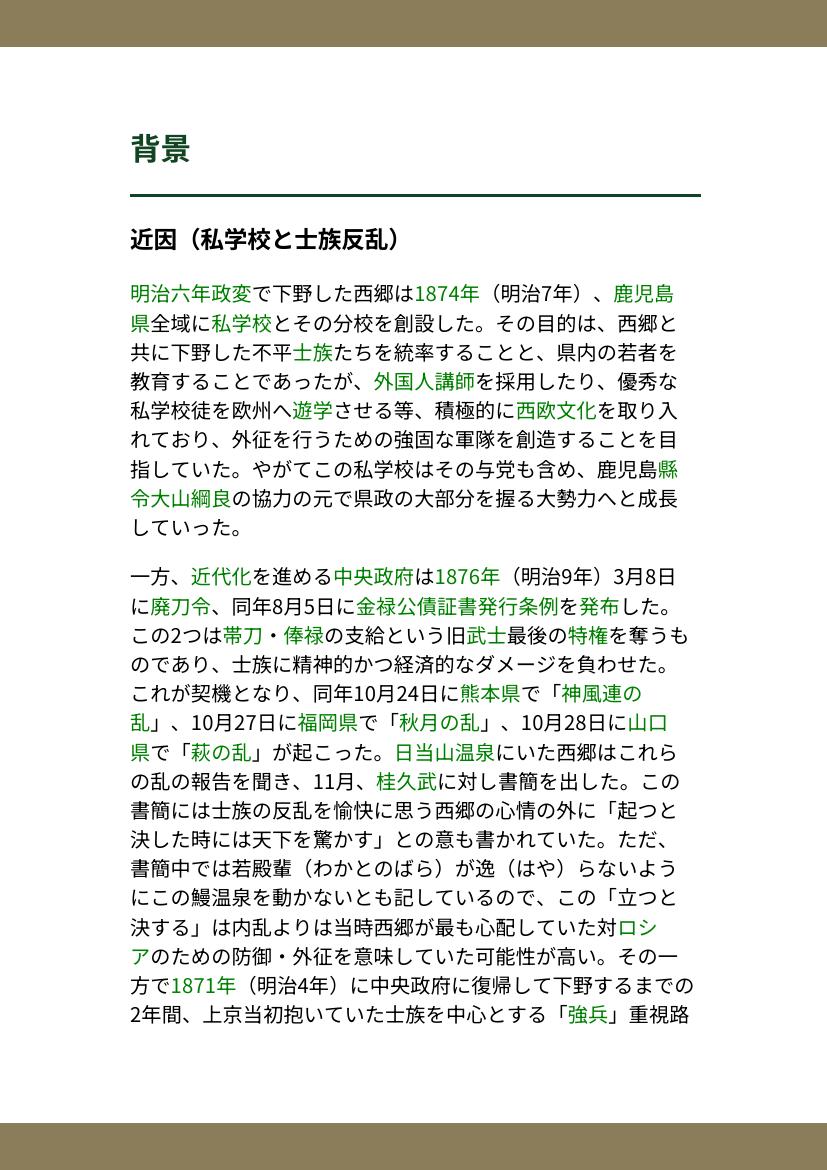 背景
近因（私学校と士族反乱）
明治六年政変で下野した西郷は1874年（明治7年）、鹿児島
県全域に私学校とその分校を創設した。その目的は、西郷と
共に下野した不平士族たちを統率することと、県内の若者を
教育することであったが、外国人講師を採用したり、優秀な
私学校徒を欧州へ遊学させる等、積極的に西欧文化を取り入
れており、外征を行うための強固な軍隊を創造することを目
指していた。やがてこの私学校はその与党も含め、鹿児島縣
令大山綱良の協力の元で県政の大部分を握る大勢力へと成長
していった。
一方、近代化を進める中央政府は1876年（明治9年）3月8日
に廃刀令、同年8月5日に金禄公債証書発行条例を発布した。
この2つは帯刀・俸禄の支給という旧武士最後の特権を奪うも
のであり、士族に精神的かつ経済的なダメージを負わせた。
これが契機となり、同年10月24日に熊本県で「神風連の
乱」、10月27日に福岡県で「秋月の乱」、10月28日に山口
県で「萩の乱」が起こった。日当山温泉にいた西郷はこれら
の乱の報告を聞き、11月、桂久武に対し書簡を出した。この
書簡には士族の反乱を愉快に思う西郷の心情の外に「起つと
決した時には天下を驚かす」との意も書かれていた。ただ、
書簡中では若殿輩（わかとのばら）が逸（はや）らないよう
にこの鰻温泉を動かないとも記しているので、この「立つと
決する」は内乱よりは当時西郷が最も心配していた対ロシ
アのための防御・外征を意味していた可能性が高い。その一
方で1871年（明治4年）に中央政府に復帰して下野するまでの
2年間、上京当初抱いていた士族を中心とする「強兵」重視路